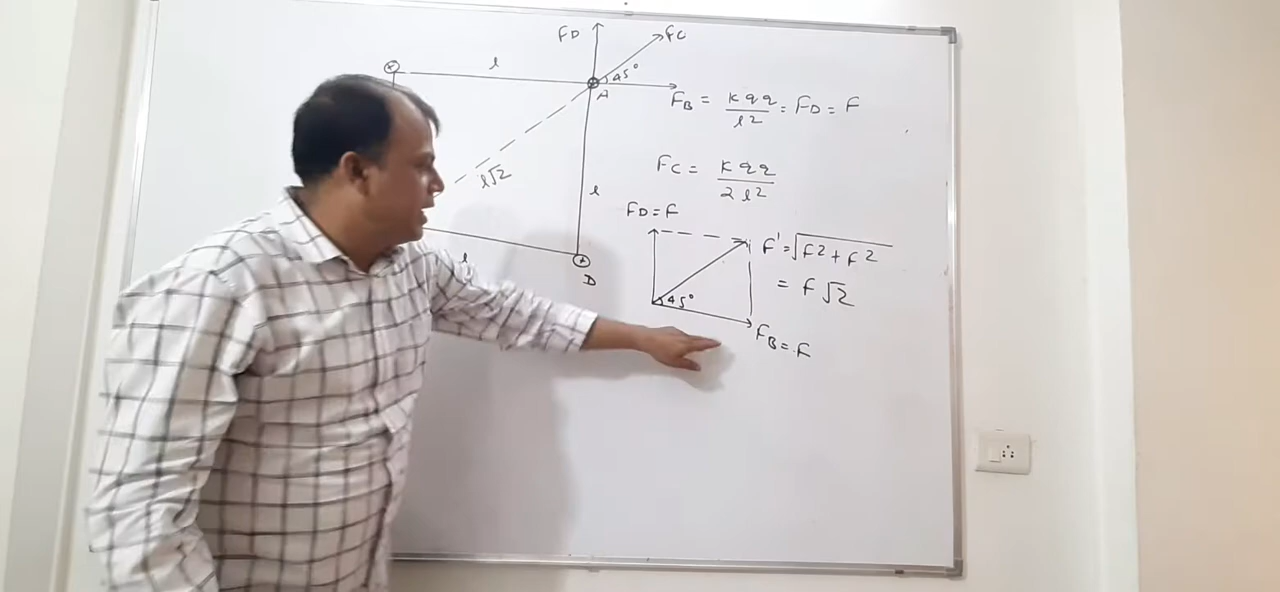 FD
FC
l
45°
A
FB = kqq/l² = FD = F
l√2
FC = kqq/2l²
l
FD = F
F' = √F² + F²
45°
= F√2
l
D
FB = F